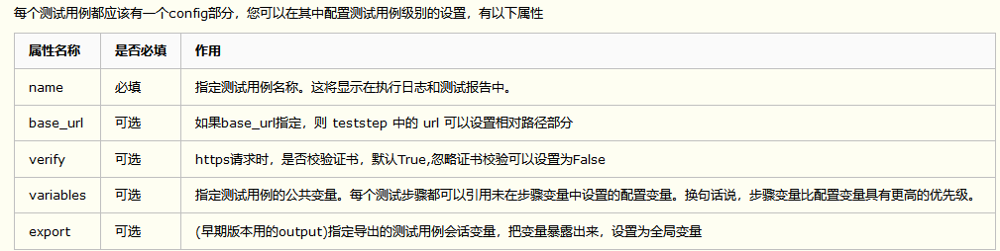 每个测试用例都应该有一个config部分，您可以在其中配置测试用例级别的设置，有以下属性
属性名称 是否必填 作用
name 必填 指定测试用例名称。这将显示在执行日志和测试报告中。
base_url 可选 如果base_url指定，则 teststep 中的 url 可以设置相对路径部分
verify 可选 https请求时，是否校验证书，默认True,忽略证书校验可以设置为False
variables 可选 指定测试用例的公共变量。每个测试步骤都可以引用未在步骤变量中设置的配置变量。换句话说，步骤变量比配置变量具有更高的优先级。
export 可选 (早期版本用的output)指定导出的测试用例会话变量，把变量暴露出来，设置为全局变量